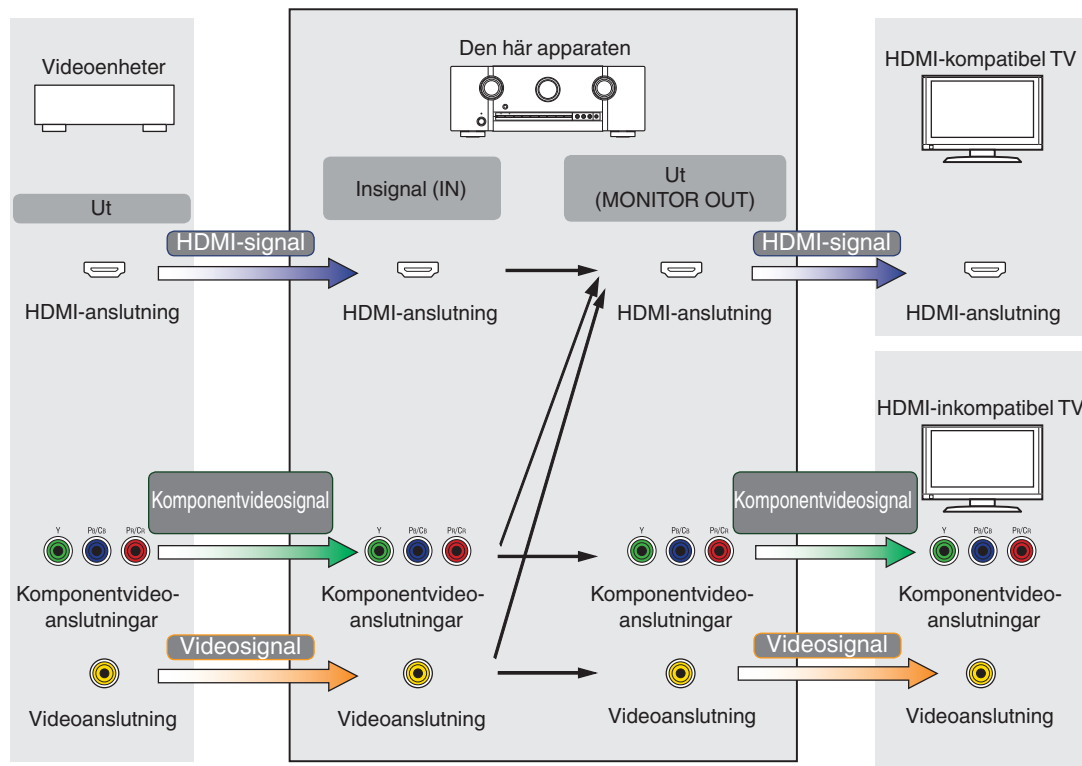 Videoenheter
Den här apparaten
HDMI-kompatibel TV
Ut
Insignal (IN)
Ut
(MONITOR OUT)
HDMI-signal
HDMI-signal
HDMI-anslutning
HDMI-anslutning
HDMI-anslutning
HDMI-anslutning
HDMI-inkompatibel TV
Komponentvideosignal
Komponentvideosignal
Y PB/CB PR/CR
Y PB/CB PR/CR
Y PB/CB PR/CR
Y PB/CB PR/CR
Komponentvideo-
anslutningar
Komponentvideo-
anslutningar
Komponentvideo-
anslutningar
Komponentvideo-
anslutningar
Videosignal
Videosignal
Videoanslutning
Videoanslutning
Videoanslutning
Videoanslutning